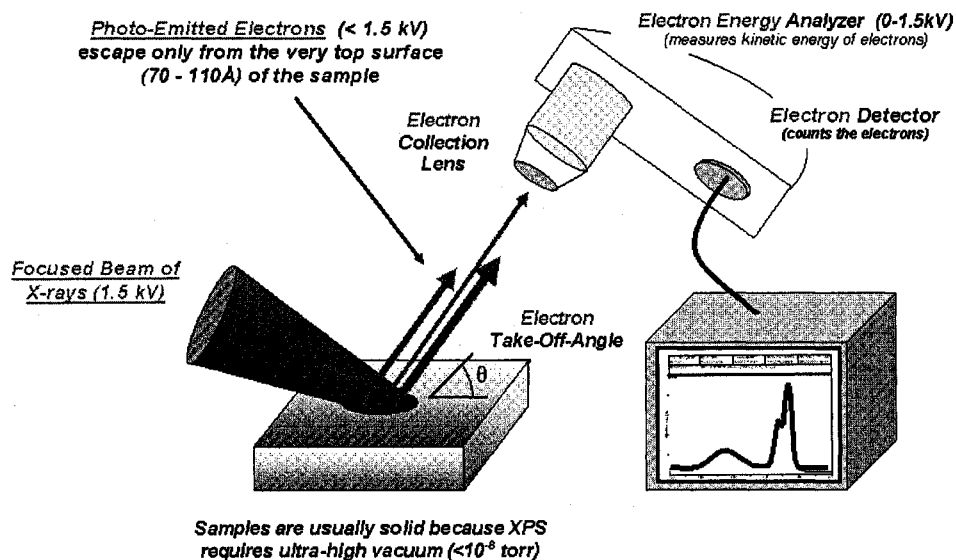 Photo-Emitted Electrons (< 1.5 kV)
escape only from the very top surface
(70 - 110Å) of the sample
Electron Energy Analyzer (0-1.5kV)
(measures kinetic energy of electrons)
Electron Detector
(counts the electrons)
Electron
Collection
Lens
Focused Beam of
X-rays (1.5 kV)
Electron
Take-Off-Angle
θ
Samples are usually solid because XPS
requires ultra-high vacuum (<10⁻⁸ torr)